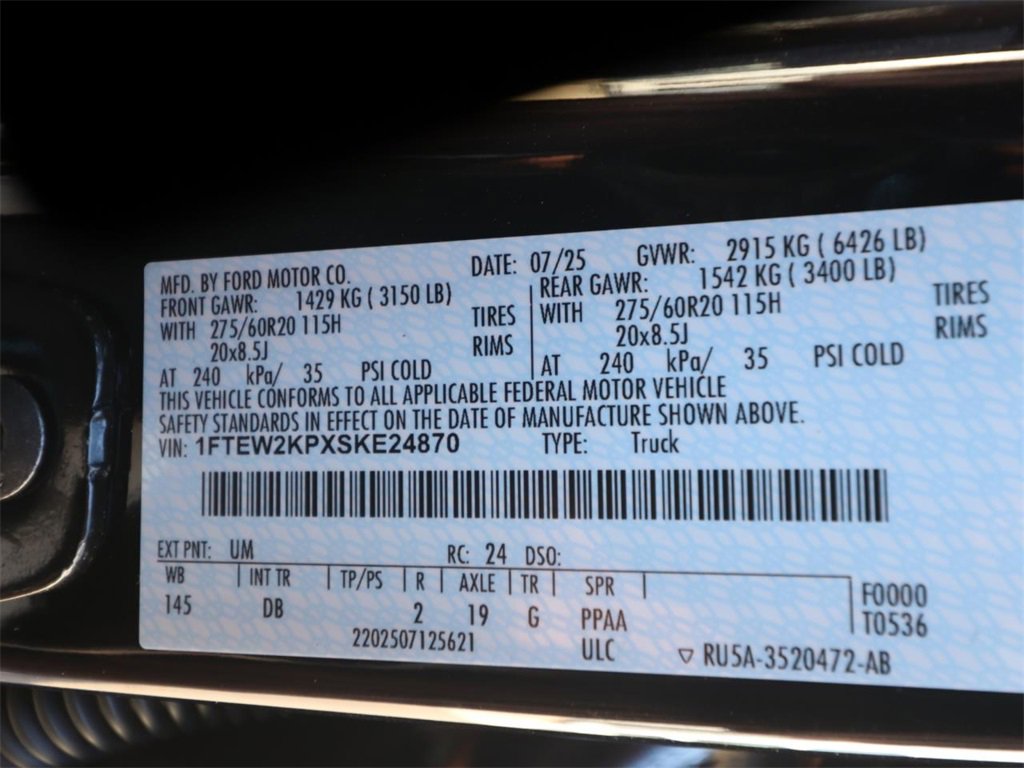 MFD. BY FORD MOTOR CO. DATE: 07/25 GVWR: 2915 KG ( 6426 LB)
FRONT GAWR: 1429 KG ( 3150 LB) REAR GAWR: 1542 KG ( 3400 LB)
WITH 275/60R20 115H TIRES WITH 275/60R20 115H TIRES
20x8.5J RIMS 20x8.5J RIMS
AT 240 kPa/ 35 PSI COLD AT 240 kPa/ 35 PSI COLD
THIS VEHICLE CONFORMS TO ALL APPLICABLE FEDERAL MOTOR VEHICLE
SAFETY STANDARDS IN EFFECT ON THE DATE OF MANUFACTURE SHOWN ABOVE.
VIN: 1FTEW2KPXSKE24870 TYPE: Truck
EXT PNT: UM RC: 24 DSO:
WB INT TR TP/PS R AXLE TR SPR F0000
145 DB 2 19 G PPAA T0536
2202507125621 ULC ▽ RU5A-3520472-AB